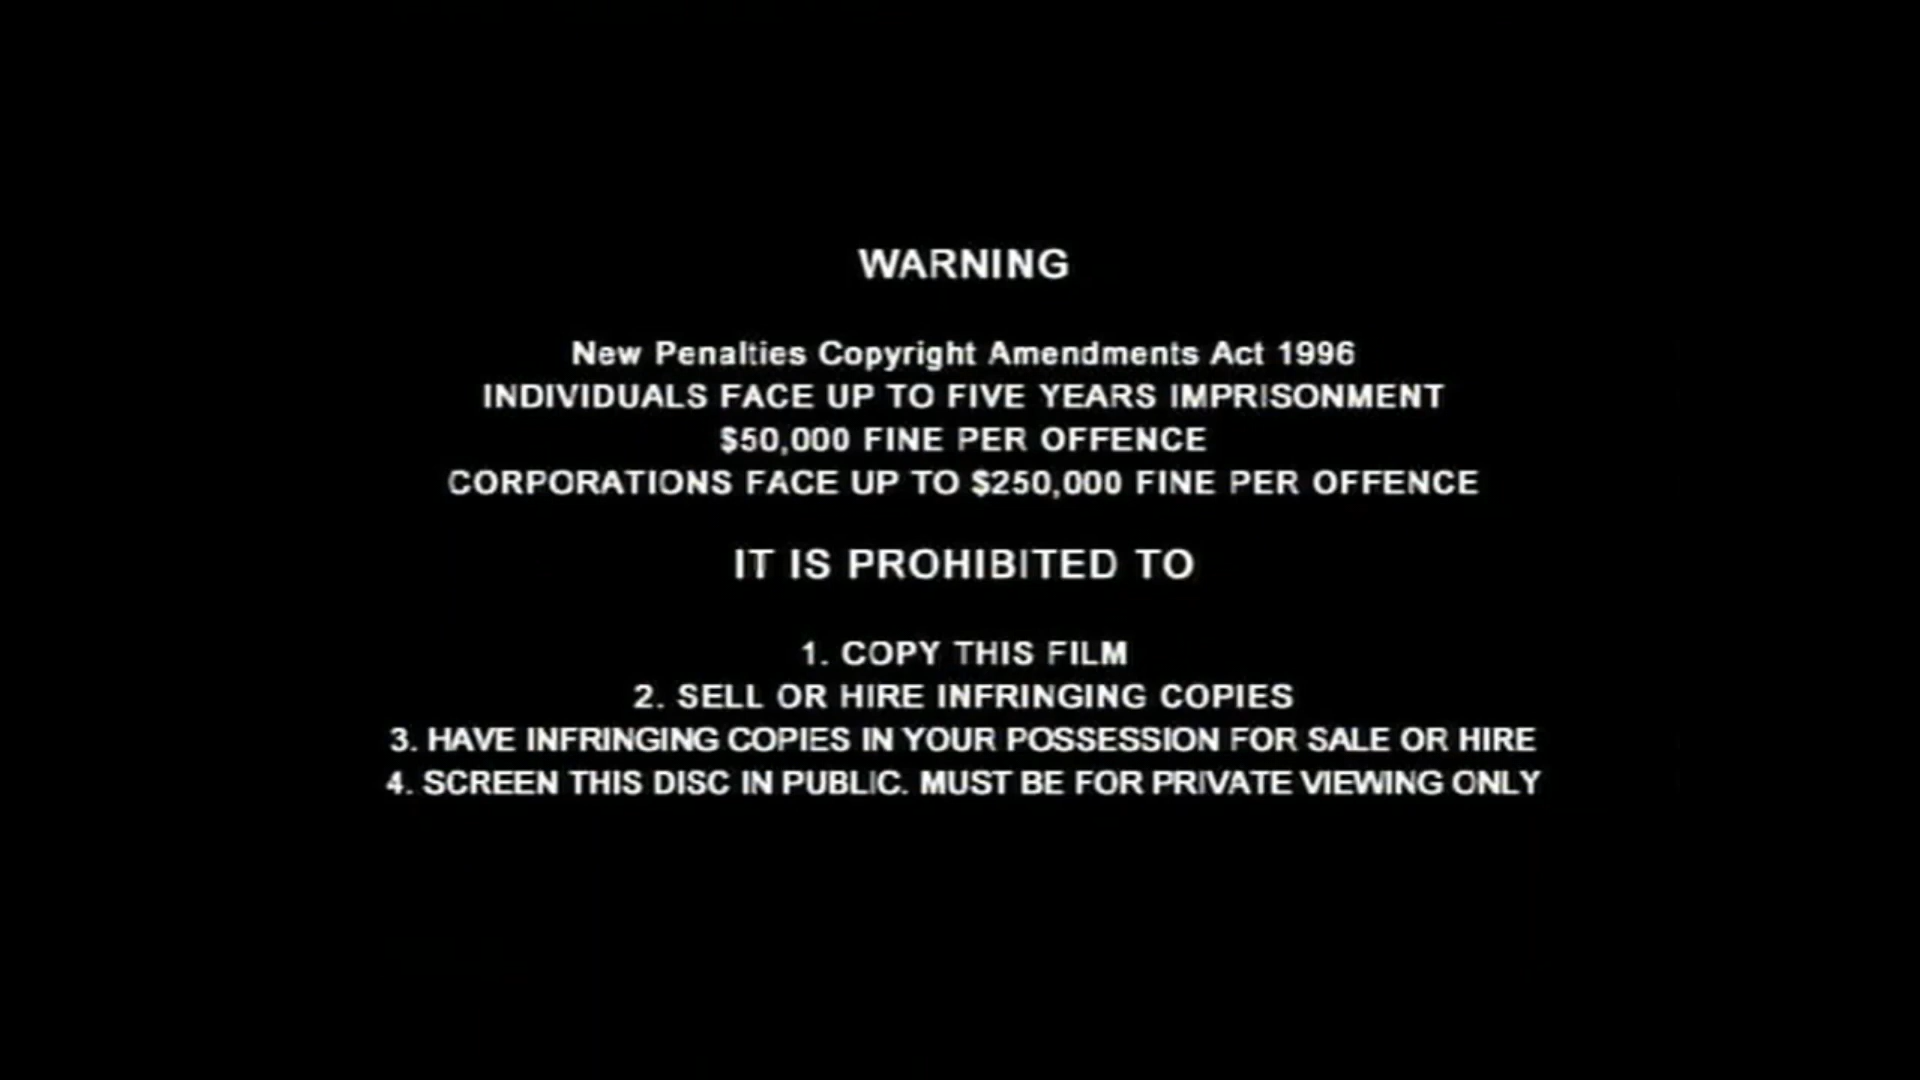 WARNING
New Penalties Copyright Amendments Act 1996
INDIVIDUALS FACE UP TO FIVE YEARS IMPRISONMENT
$50,000 FINE PER OFFENCE
CORPORATIONS FACE UP TO $250,000 FINE PER OFFENCE
IT IS PROHIBITED TO
1. COPY THIS FILM
2. SELL OR HIRE INFRINGING COPIES
3. HAVE INFRINGING COPIES IN YOUR POSSESSION FOR SALE OR HIRE
4. SCREEN THIS DISC IN PUBLIC. MUST BE FOR PRIVATE VIEWING ONLY